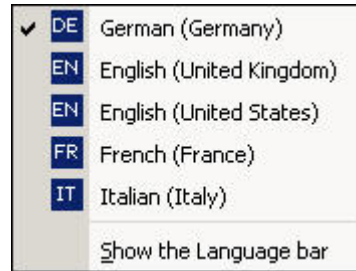 DE German (Germany)
EN English (United Kingdom)
EN English (United States)
FR French (France)
IT Italian (Italy)
Show the Language bar